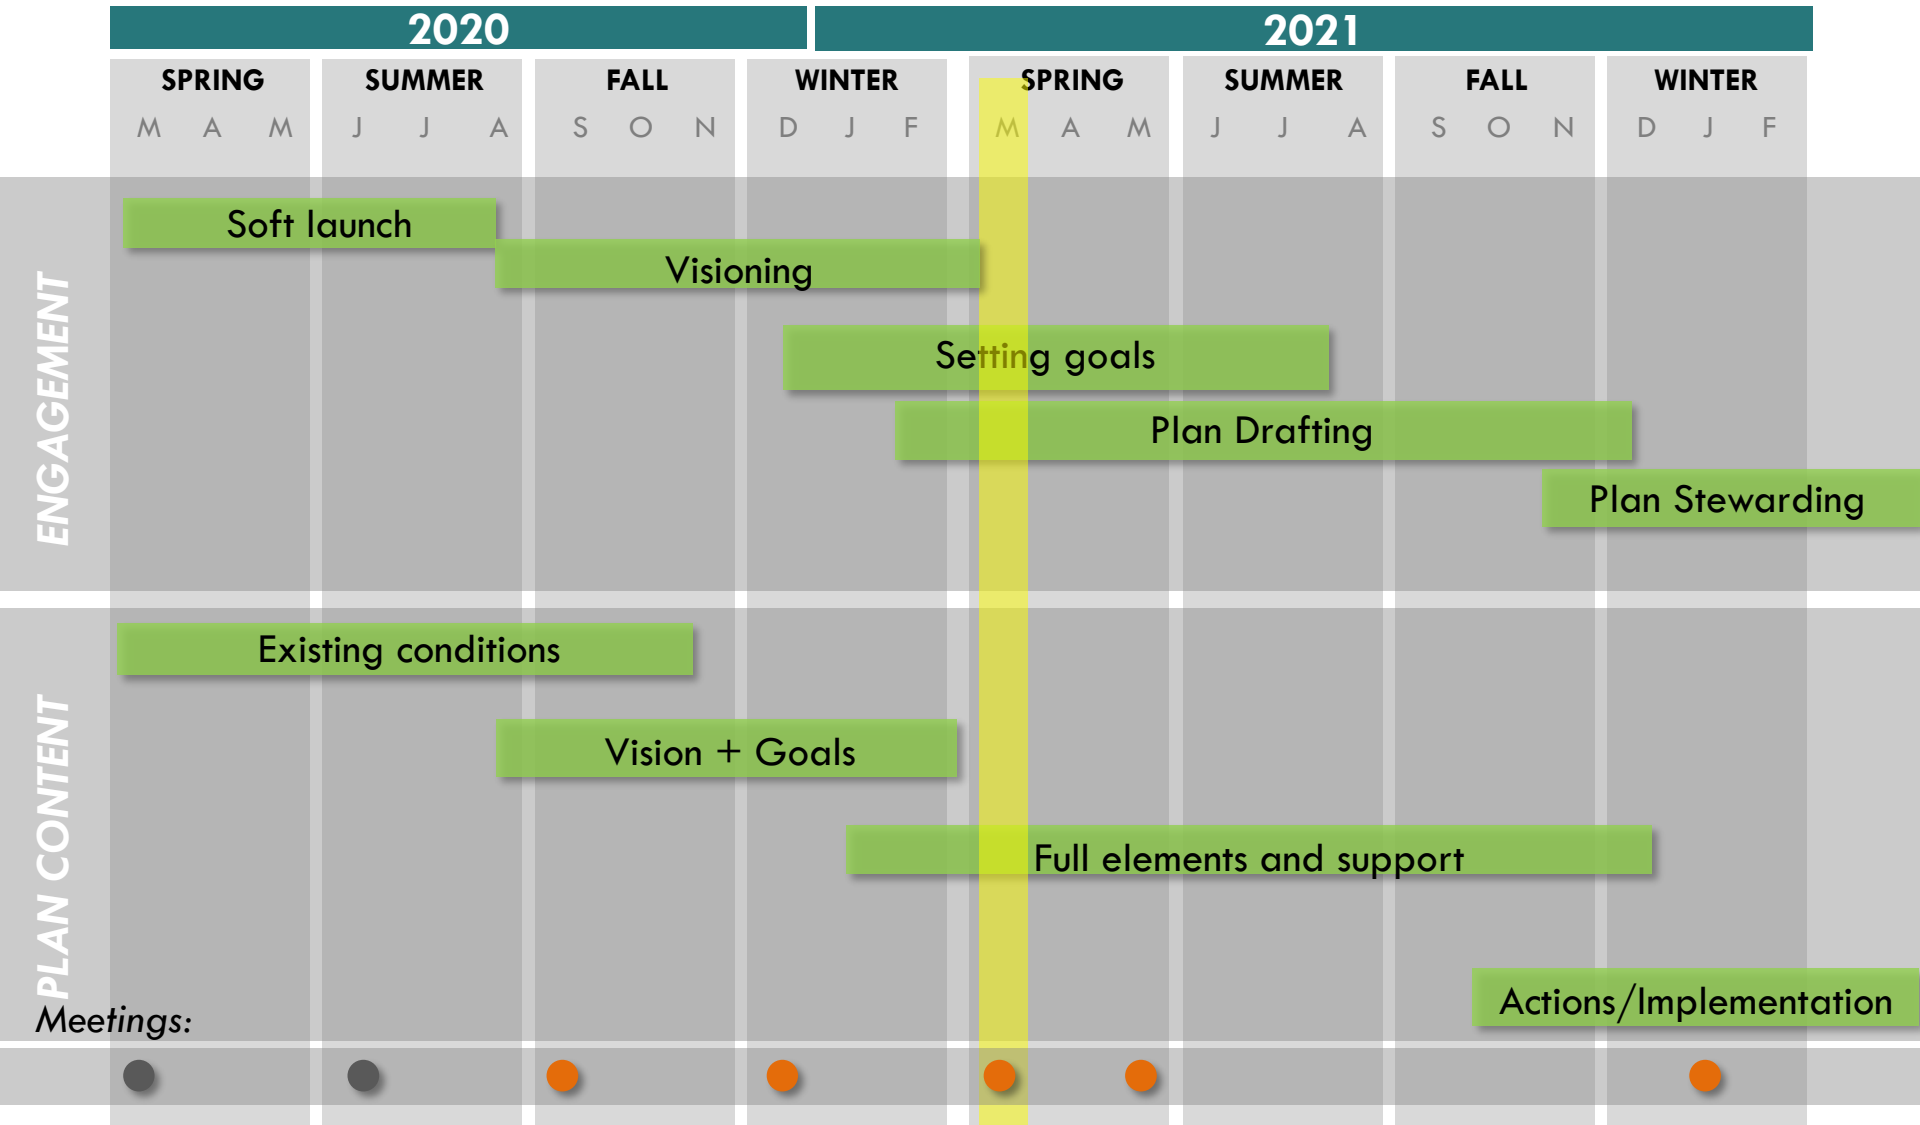 2020 2021
SPRING SUMMER FALL WINTER SPRING SUMMER FALL WINTER
M A M J J A S O N D J F M A M J J A S O N D J F
ENGAGEMENT
Soft launch
Visioning
Setting goals
Plan Drafting
Plan Stewarding
PLAN CONTENT
Existing conditions
Vision + Goals
Full elements and support
Actions/Implementation
Meetings: